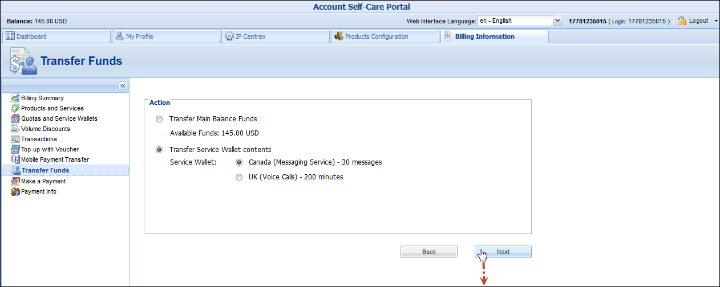 Account Self-Care Portal
Balance: 145.00 USD
Web Interface Language: en - English 17781235015 ( Login: 17781235015 ) Logout
Dashboard My Profile IP Centrex Products Configuration Billing Information
Transfer Funds
Billing Summary
Products and Services
Quotas and Service Wallets
Volume Discounts
Transactions
Top-up with Voucher
Mobile Payment Transfer
Transfer Funds
Make a Payment
Payment Info
Action
Transfer Main Balance Funds
Available Funds: 145.00 USD
Transfer Service Wallet contents
Service Wallet: Canada (Messaging Service) - 30 messages
UK (Voice Calls) - 200 minutes
Back Next